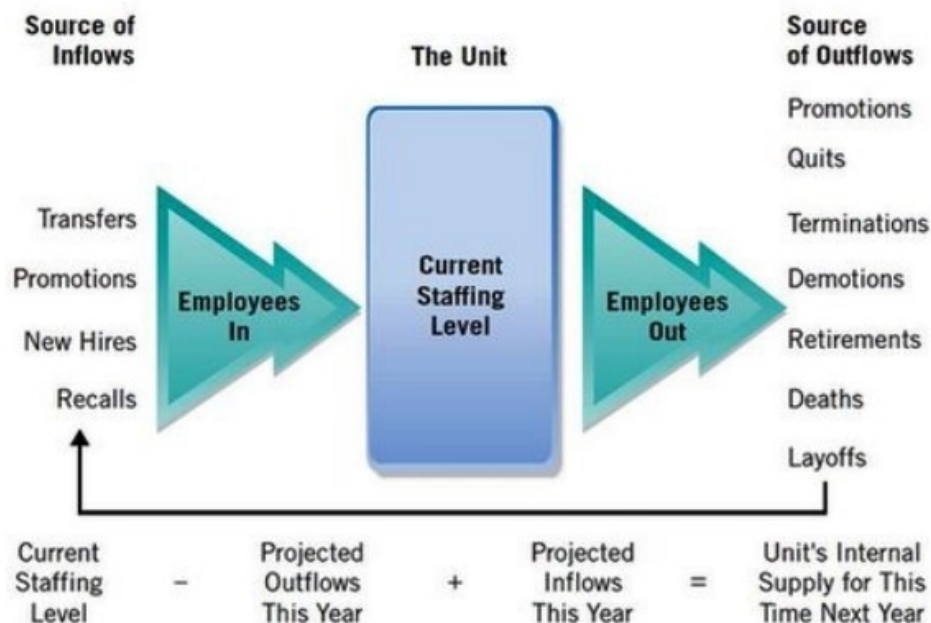 Source of
Inflows
The Unit
Source
of Outflows
Transfers
Promotions
New Hires
Recalls
Employees
In
Current
Staffing
Level
Employees
Out
Promotions
Quits
Terminations
Demotions
Retirements
Deaths
Layoffs
Current
Staffing
Level
–
Projected
Outflows
This Year
+
Projected
Inflows
This Year
=
Unit's Internal
Supply for This
Time Next Year